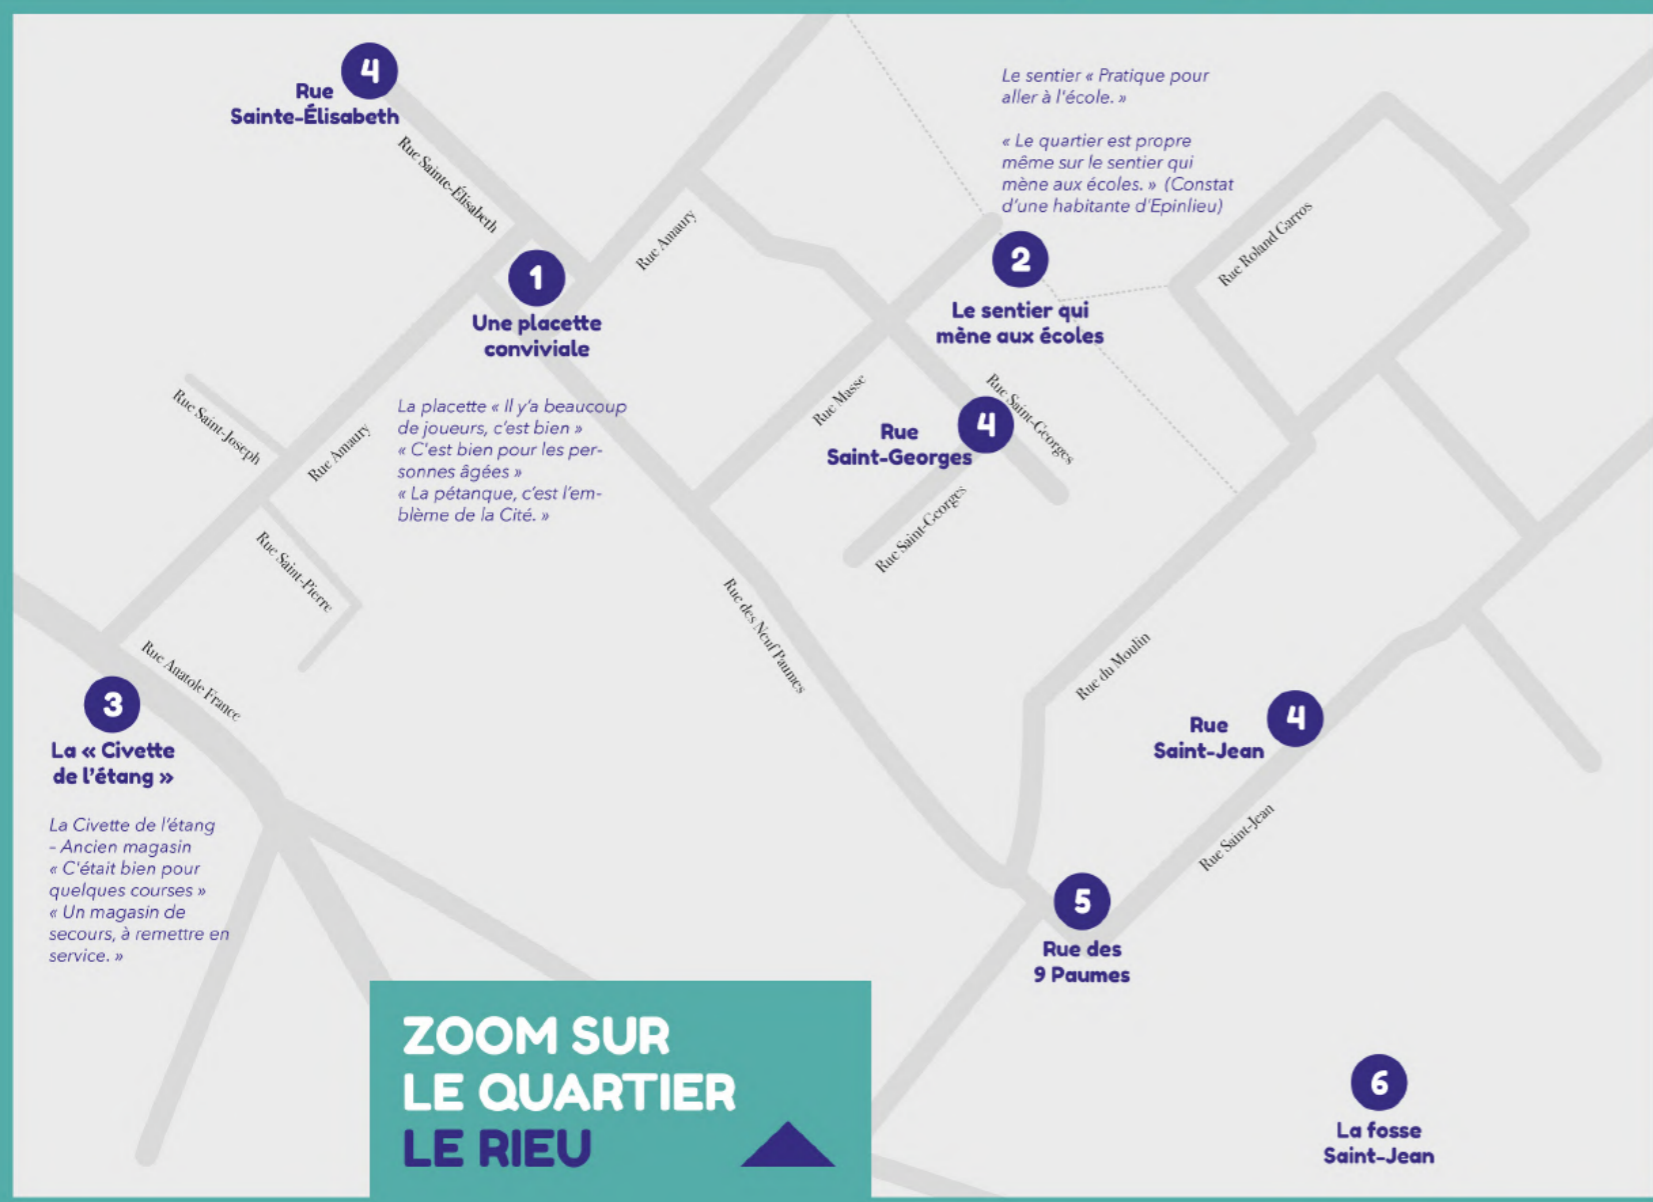 4
Rue
Sainte-Élisabeth
Rue Sainte-Élisabeth
Le sentier « Pratique pour
aller à l'école. »
« Le quartier est propre
même sur le sentier qui
mène aux écoles. » (Constat
d'une habitante d'Epinlieu)
Rue Amaury
Rue Roland Garros
1
Une placette
conviviale
2
Le sentier qui
mène aux écoles
La placette « Il y'a beaucoup
de joueurs, c'est bien »
« C'est bien pour les per-
sonnes âgées »
« La pétanque, c'est l'em-
blème de la Cité. »
Rue Saint-Joseph
Rue Amaury
Rue Masse
Rue Saint-Georges
4
Rue
Saint-Georges
Rue Saint-Georges
Rue Saint-Pierre
Rue des Neuf Paumes
Rue Anatole France
Rue du Moulin
3
La « Civette
de l'étang »
La Civette de l'étang
- Ancien magasin
« C'était bien pour
quelques courses »
« Un magasin de
secours, à remettre en
service. »
4
Rue
Saint-Jean
Rue Saint-Jean
5
Rue des
9 Paumes
6
La fosse
Saint-Jean
ZOOM SUR
LE QUARTIER
LE RIEU